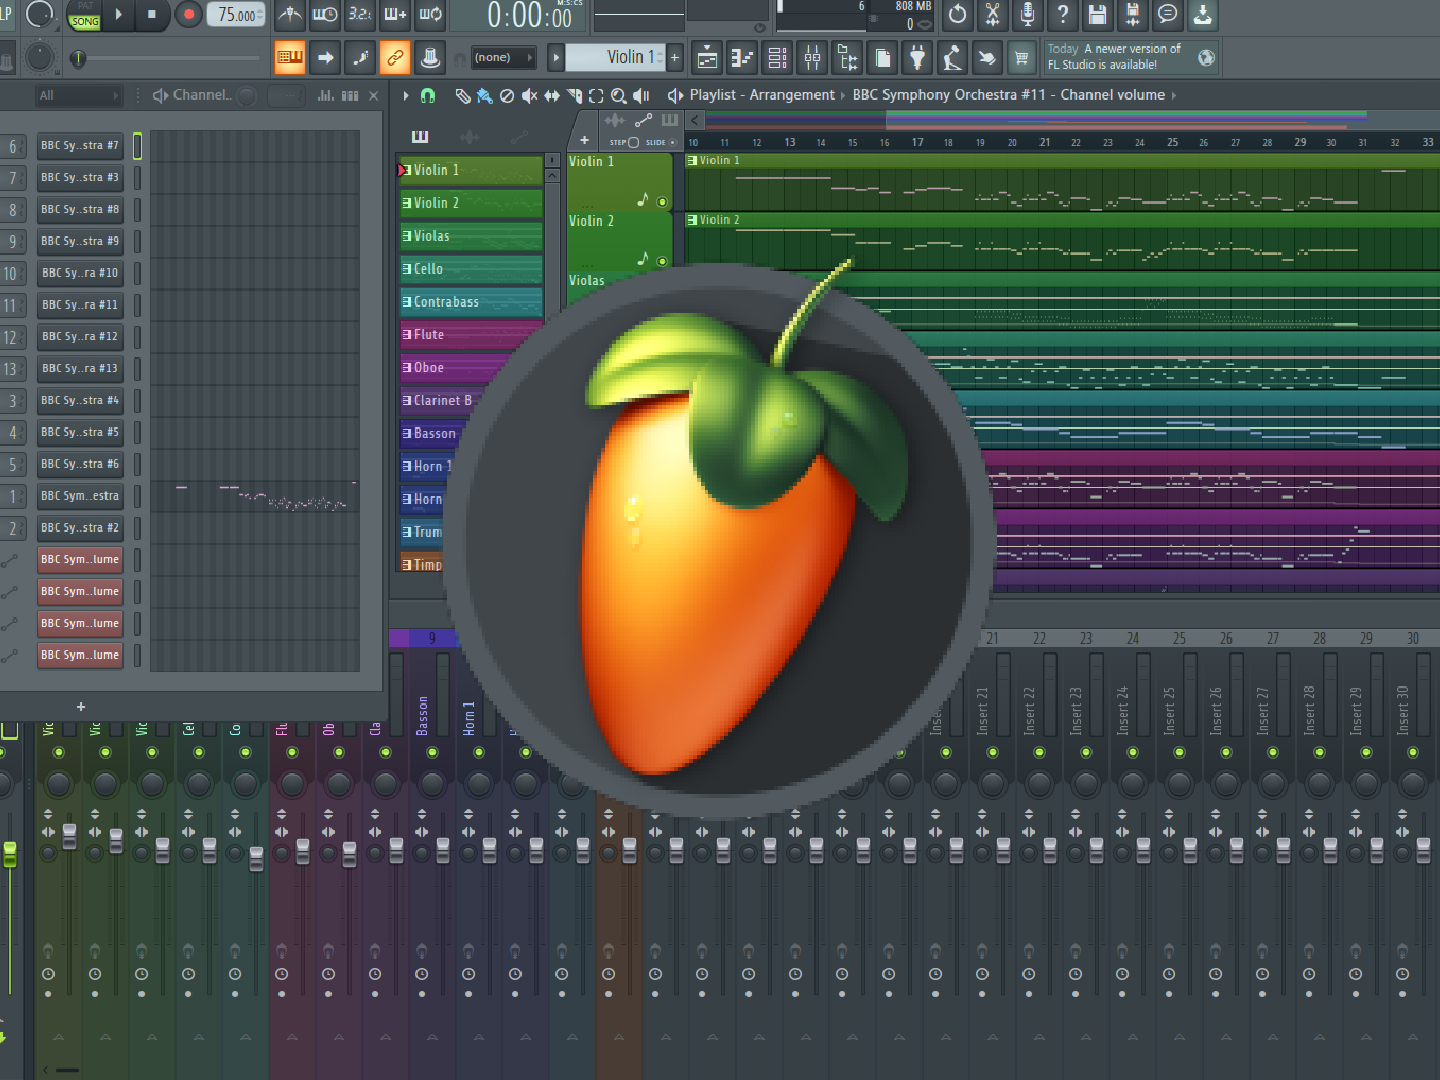 LP
PAT
SONG
75.000
3.2.
0:00:00
M:S:CS
6
808 MB
0
(none)
Violin 1
Today A newer version of
FL Studio is available!
All
Channel..
Playlist - Arrangement
BBC Symphony Orchestra #11 - Channel volume
STEP
SLIDE
10 11 12 13 14 15 16 17 18 19 20 21 22 23 24 25 26 27 28 29 30 31 32 33
6 BBC Sy..stra #7
7 BBC Sy..stra #3
8 BBC Sy..stra #8
9 BBC Sy..stra #9
10 BBC Sy..ra #10
11 BBC Sy..ra #11
12 BBC Sy..ra #12
13 BBC Sy..ra #13
3 BBC Sy..stra #4
4 BBC Sy..stra #5
5 BBC Sy..stra #6
1 BBC Sym..estra
2 BBC Sy..stra #2
BBC Sym..lume
BBC Sym..lume
BBC Sym..lume
BBC Sym..lume
Violin 1
Violin 2
Violas
Cello
Contrabass
Flute
Oboe
Clarinet B
Basson
Horn 1
Horn
Trum
Timp
Violin 1
Violin 2
Violas
Violin 1
Violin 2
9 21 22 23 24 25 26 27 28 29 30
Basson
Horn 1
Insert 21
Insert 22
Insert 23
Insert 24
Insert 25
Insert 26
Insert 27
Insert 28
Insert 29
Insert 30